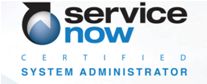 service
now
CERTIFIED
SYSTEM ADMINISTRATOR